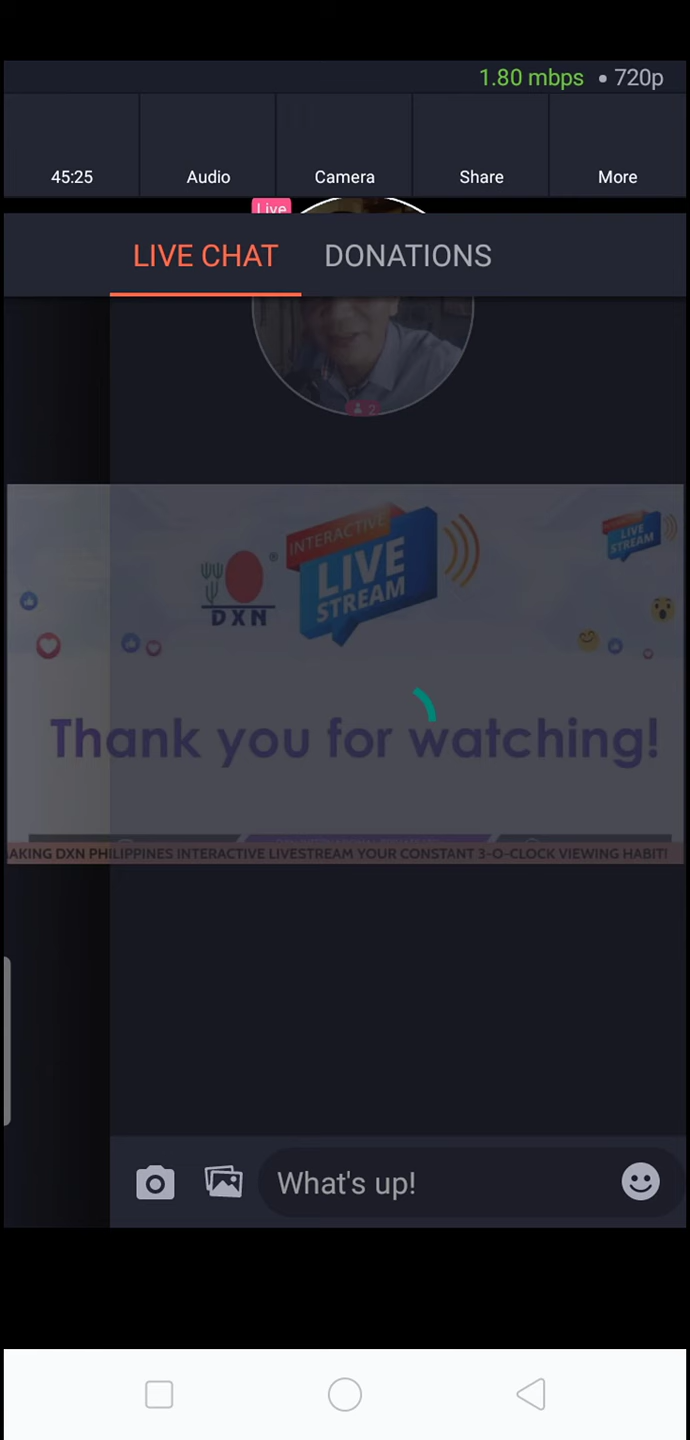 1.80 mbps • 720p
45:25 Audio Camera Share More
Live
LIVE CHAT DONATIONS
2
INTERACTIVE
LIVE
STREAM
DXN
®
LIVE
STREAM
Thank you for watching!
AKING DXN PHILIPPINES INTERACTIVE LIVESTREAM YOUR CONSTANT 3-O-CLOCK VIEWING HABIT!
What's up!